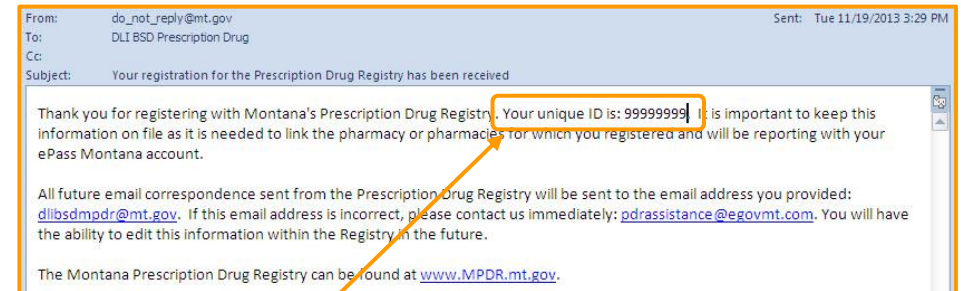 From: do_not_reply@mt.gov Sent: Tue 11/19/2013 3:29 PM
To: DLI BSD Prescription Drug
Cc:
Subject: Your registration for the Prescription Drug Registry has been received
Thank you for registering with Montana's Prescription Drug Registry. Your unique ID is: 99999999. It is important to keep this
information on file as it is needed to link the pharmacy or pharmacies for which you registered and will be reporting with your
ePass Montana account.
All future email correspondence sent from the Prescription Drug Registry will be sent to the email address you provided:
dlibsdmpdr@mt.gov. If this email address is incorrect, please contact us immediately: pdrassistance@egovmt.com. You will have
the ability to edit this information within the Registry in the future.
The Montana Prescription Drug Registry can be found at www.MPDR.mt.gov.